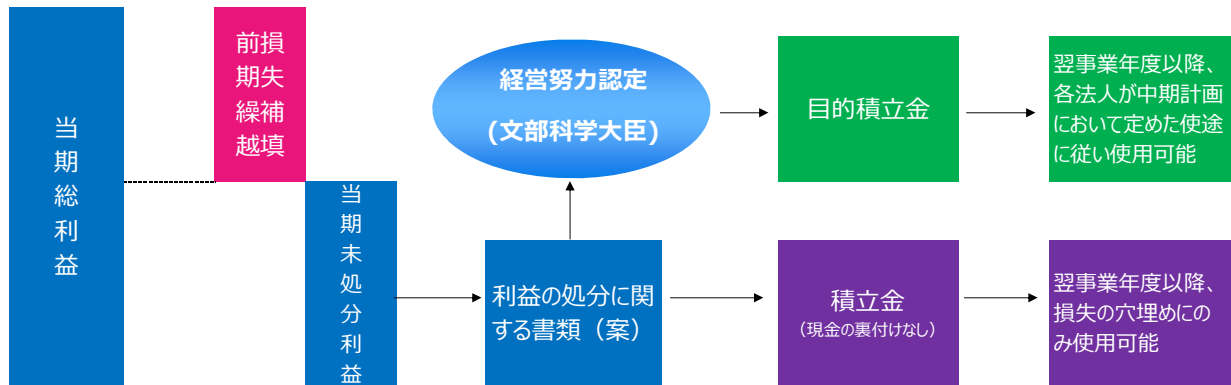 当期総利益
前期繰越
損失補填
当期未処分利益
利益の処分に関
する書類（案）
経営努力認定
(文部科学大臣)
目的積立金
翌事業年度以降、
各法人が中期計画
において定めた使途
に従い使用可能
積立金
（現金の裏付けなし）
翌事業年度以降、
損失の穴埋めにの
み使用可能